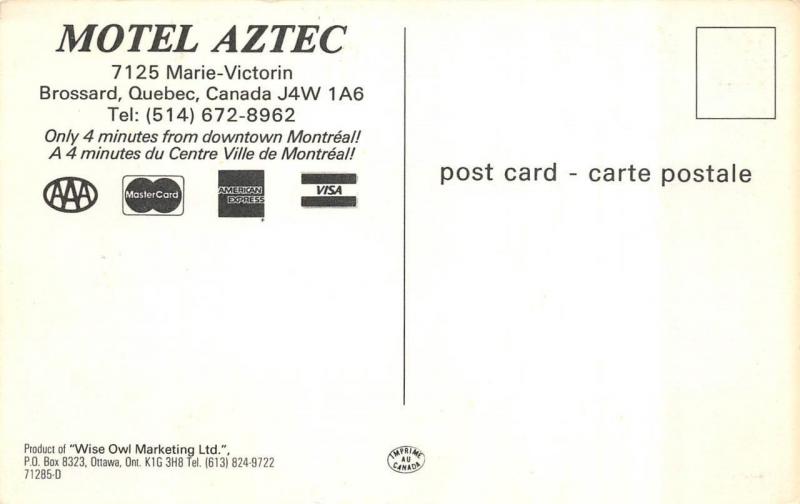 MOTEL AZTEC
7125 Marie-Victorin
Brossard, Quebec, Canada J4W 1A6
Tel: (514) 672-8962
Only 4 minutes from downtown Montréal!
A 4 minutes du Centre Ville de Montréal!
AAA
MasterCard
AMERICAN
EXPRESS
VISA
post card - carte postale
Product of "Wise Owl Marketing Ltd.",
P.O. Box 8323, Ottawa, Ont. K1G 3H8 Tel. (613) 824-9722
71285-D
IMPRIMÉ
AU
CANADA